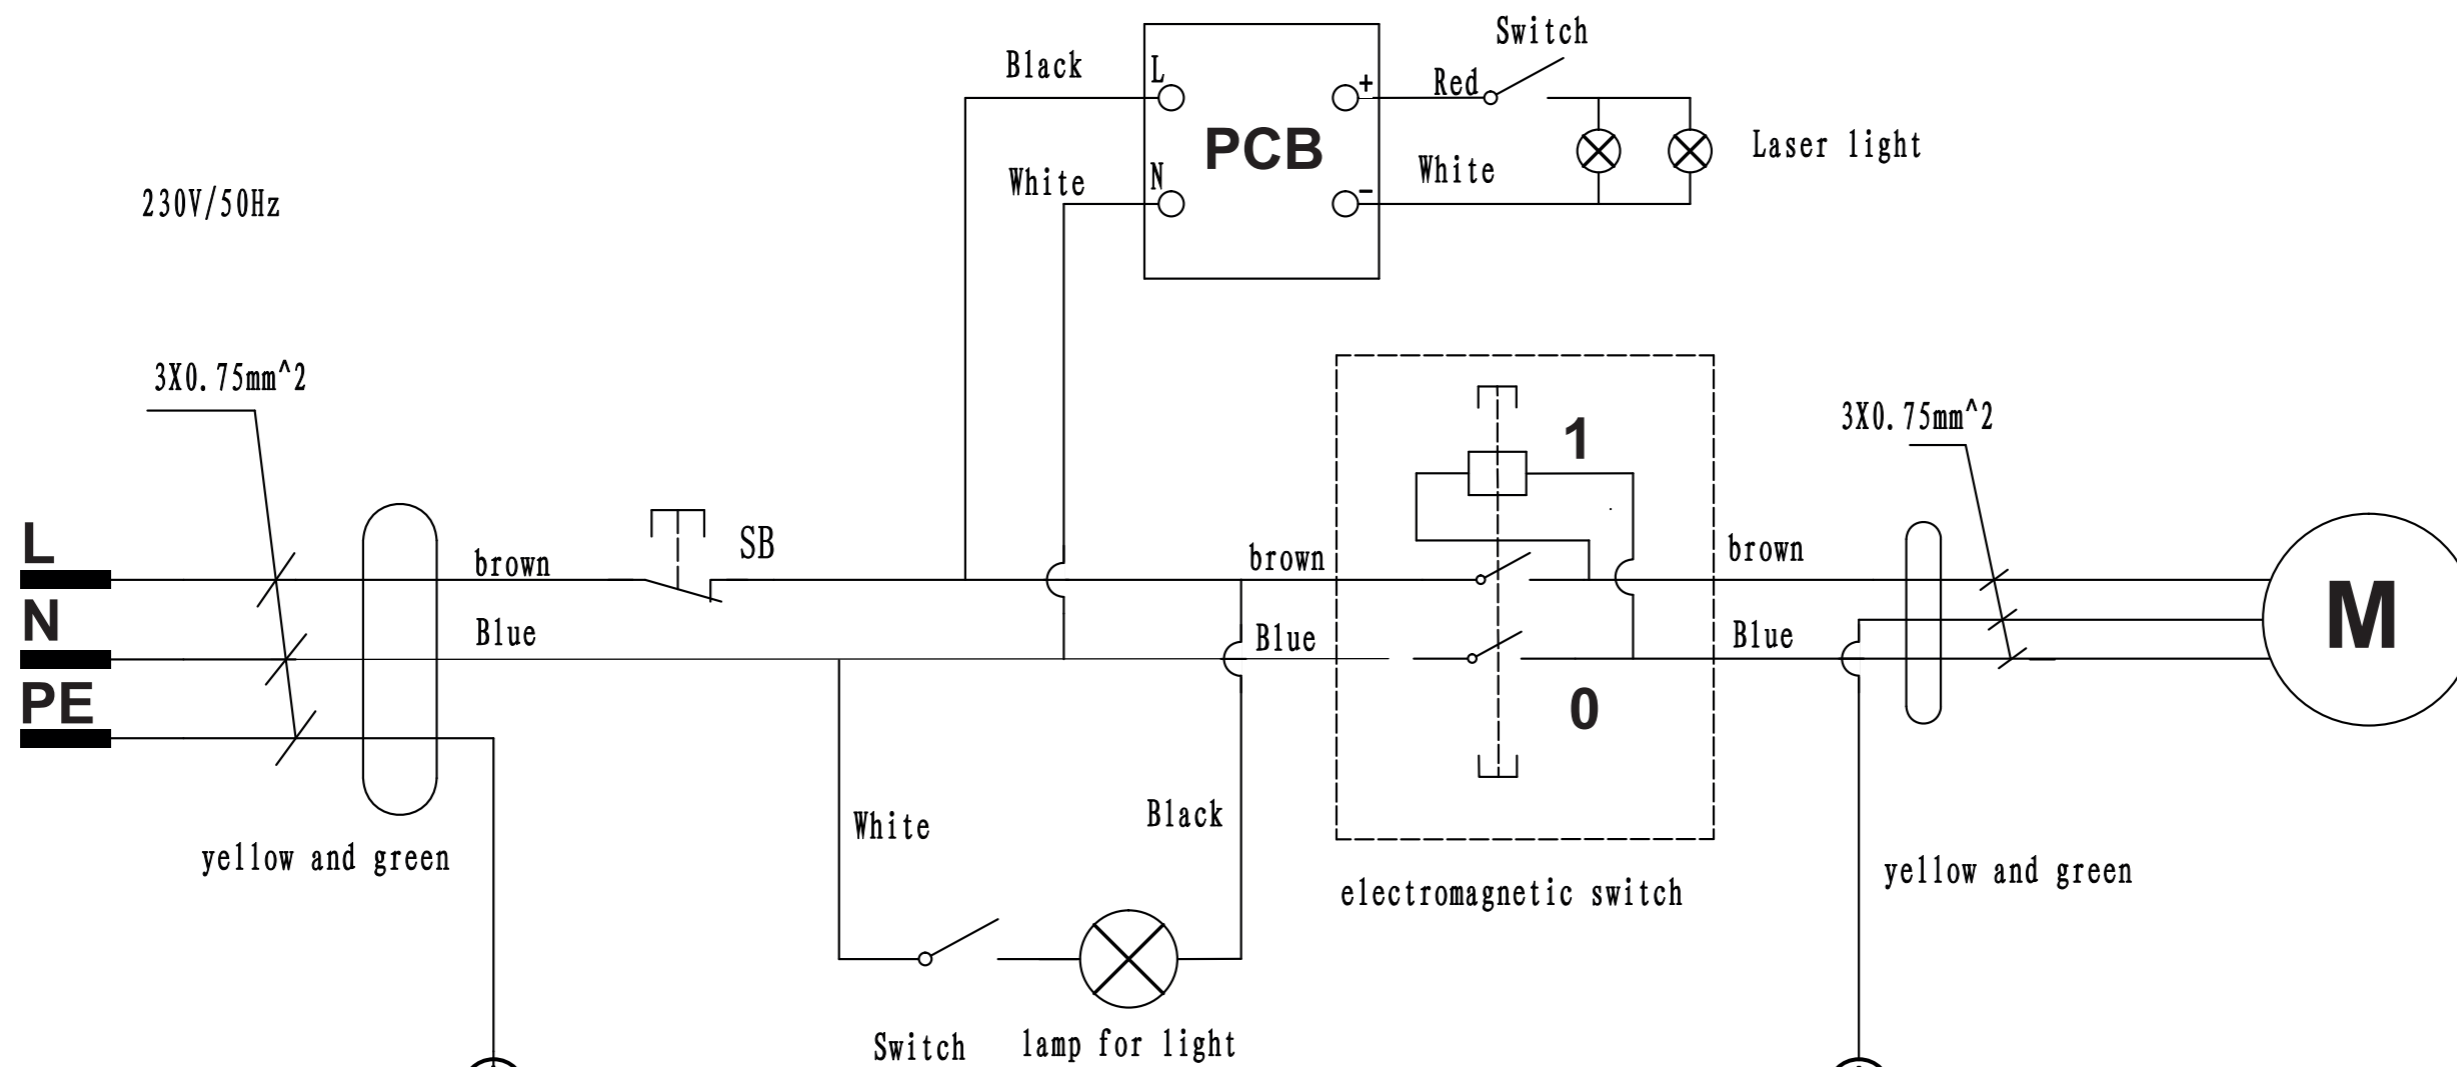 Switch
Black
L
+
Red
PCB
Laser light
White
N
–
White
230V/50Hz
3X0.75mm^2
3X0.75mm^2
1
L
brown
SB
brown
brown
N
Blue
Blue
Blue
M
PE
0
White
Black
yellow and green
electromagnetic switch
yellow and green
Switch
lamp for light